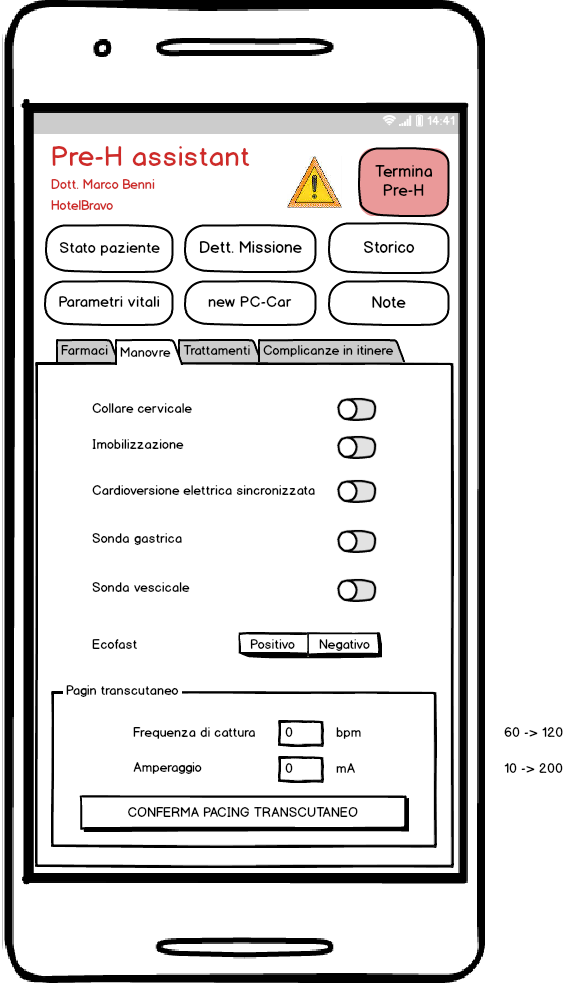 14:41
Pre-H assistant
Dott. Marco Benni
HotelBravo
Termina
Pre-H
Stato paziente
Dett. Missione
Storico
Parametri vitali
new PC-Car
Note
Farmaci
Manovre
Trattamenti
Complicanze in itinere
Collare cervicale
Imobilizzazione
Cardioversione elettrica sincronizzata
Sonda gastrica
Sonda vescicale
Ecofast
Positivo
Negativo
Pagin transcutaneo
Frequenza di cattura
0
bpm
60 -> 120
Amperaggio
0
mA
10 -> 200
CONFERMA PACING TRANSCUTANEO